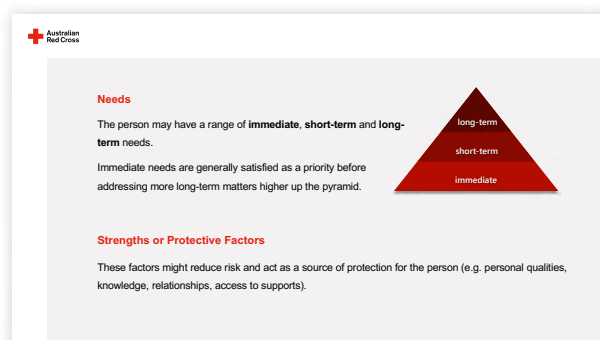 Australian
Red Cross
Needs
The person may have a range of immediate, short-term and long-
term needs.
Immediate needs are generally satisfied as a priority before
addressing more long-term matters higher up the pyramid.
long-term
short-term
immediate
Strengths or Protective Factors
These factors might reduce risk and act as a source of protection for the person (e.g. personal qualities,
knowledge, relationships, access to supports).